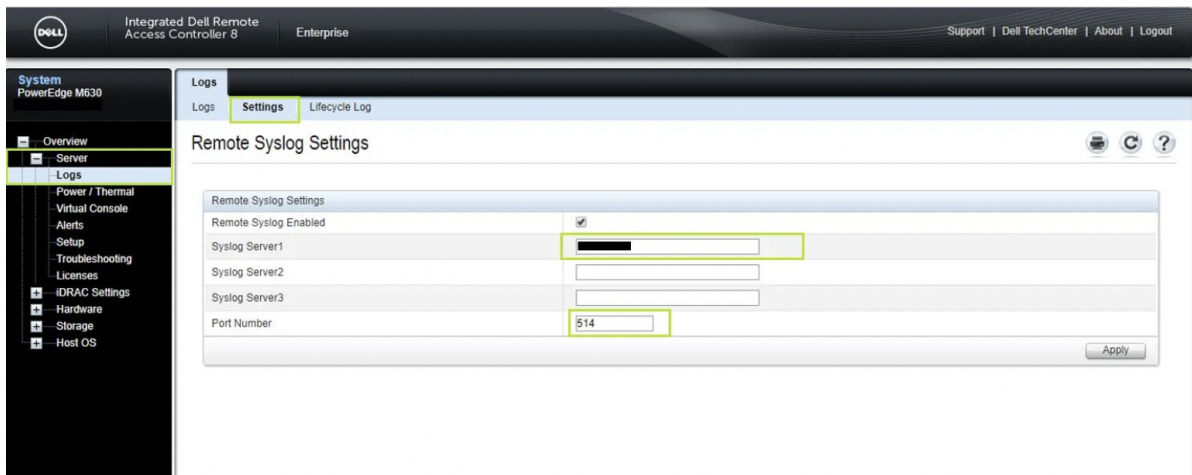 DELL
Integrated Dell Remote
Access Controller 8
Enterprise
Support | Dell TechCenter | About | Logout
System
PowerEdge M630
Overview
Server
Logs
Power / Thermal
Virtual Console
Alerts
Setup
Troubleshooting
Licenses
iDRAC Settings
Hardware
Storage
Host OS
Logs
Logs Settings Lifecycle Log
Remote Syslog Settings
?
Remote Syslog Settings
Remote Syslog Enabled
Syslog Server1
Syslog Server2
Syslog Server3
Port Number 514
Apply